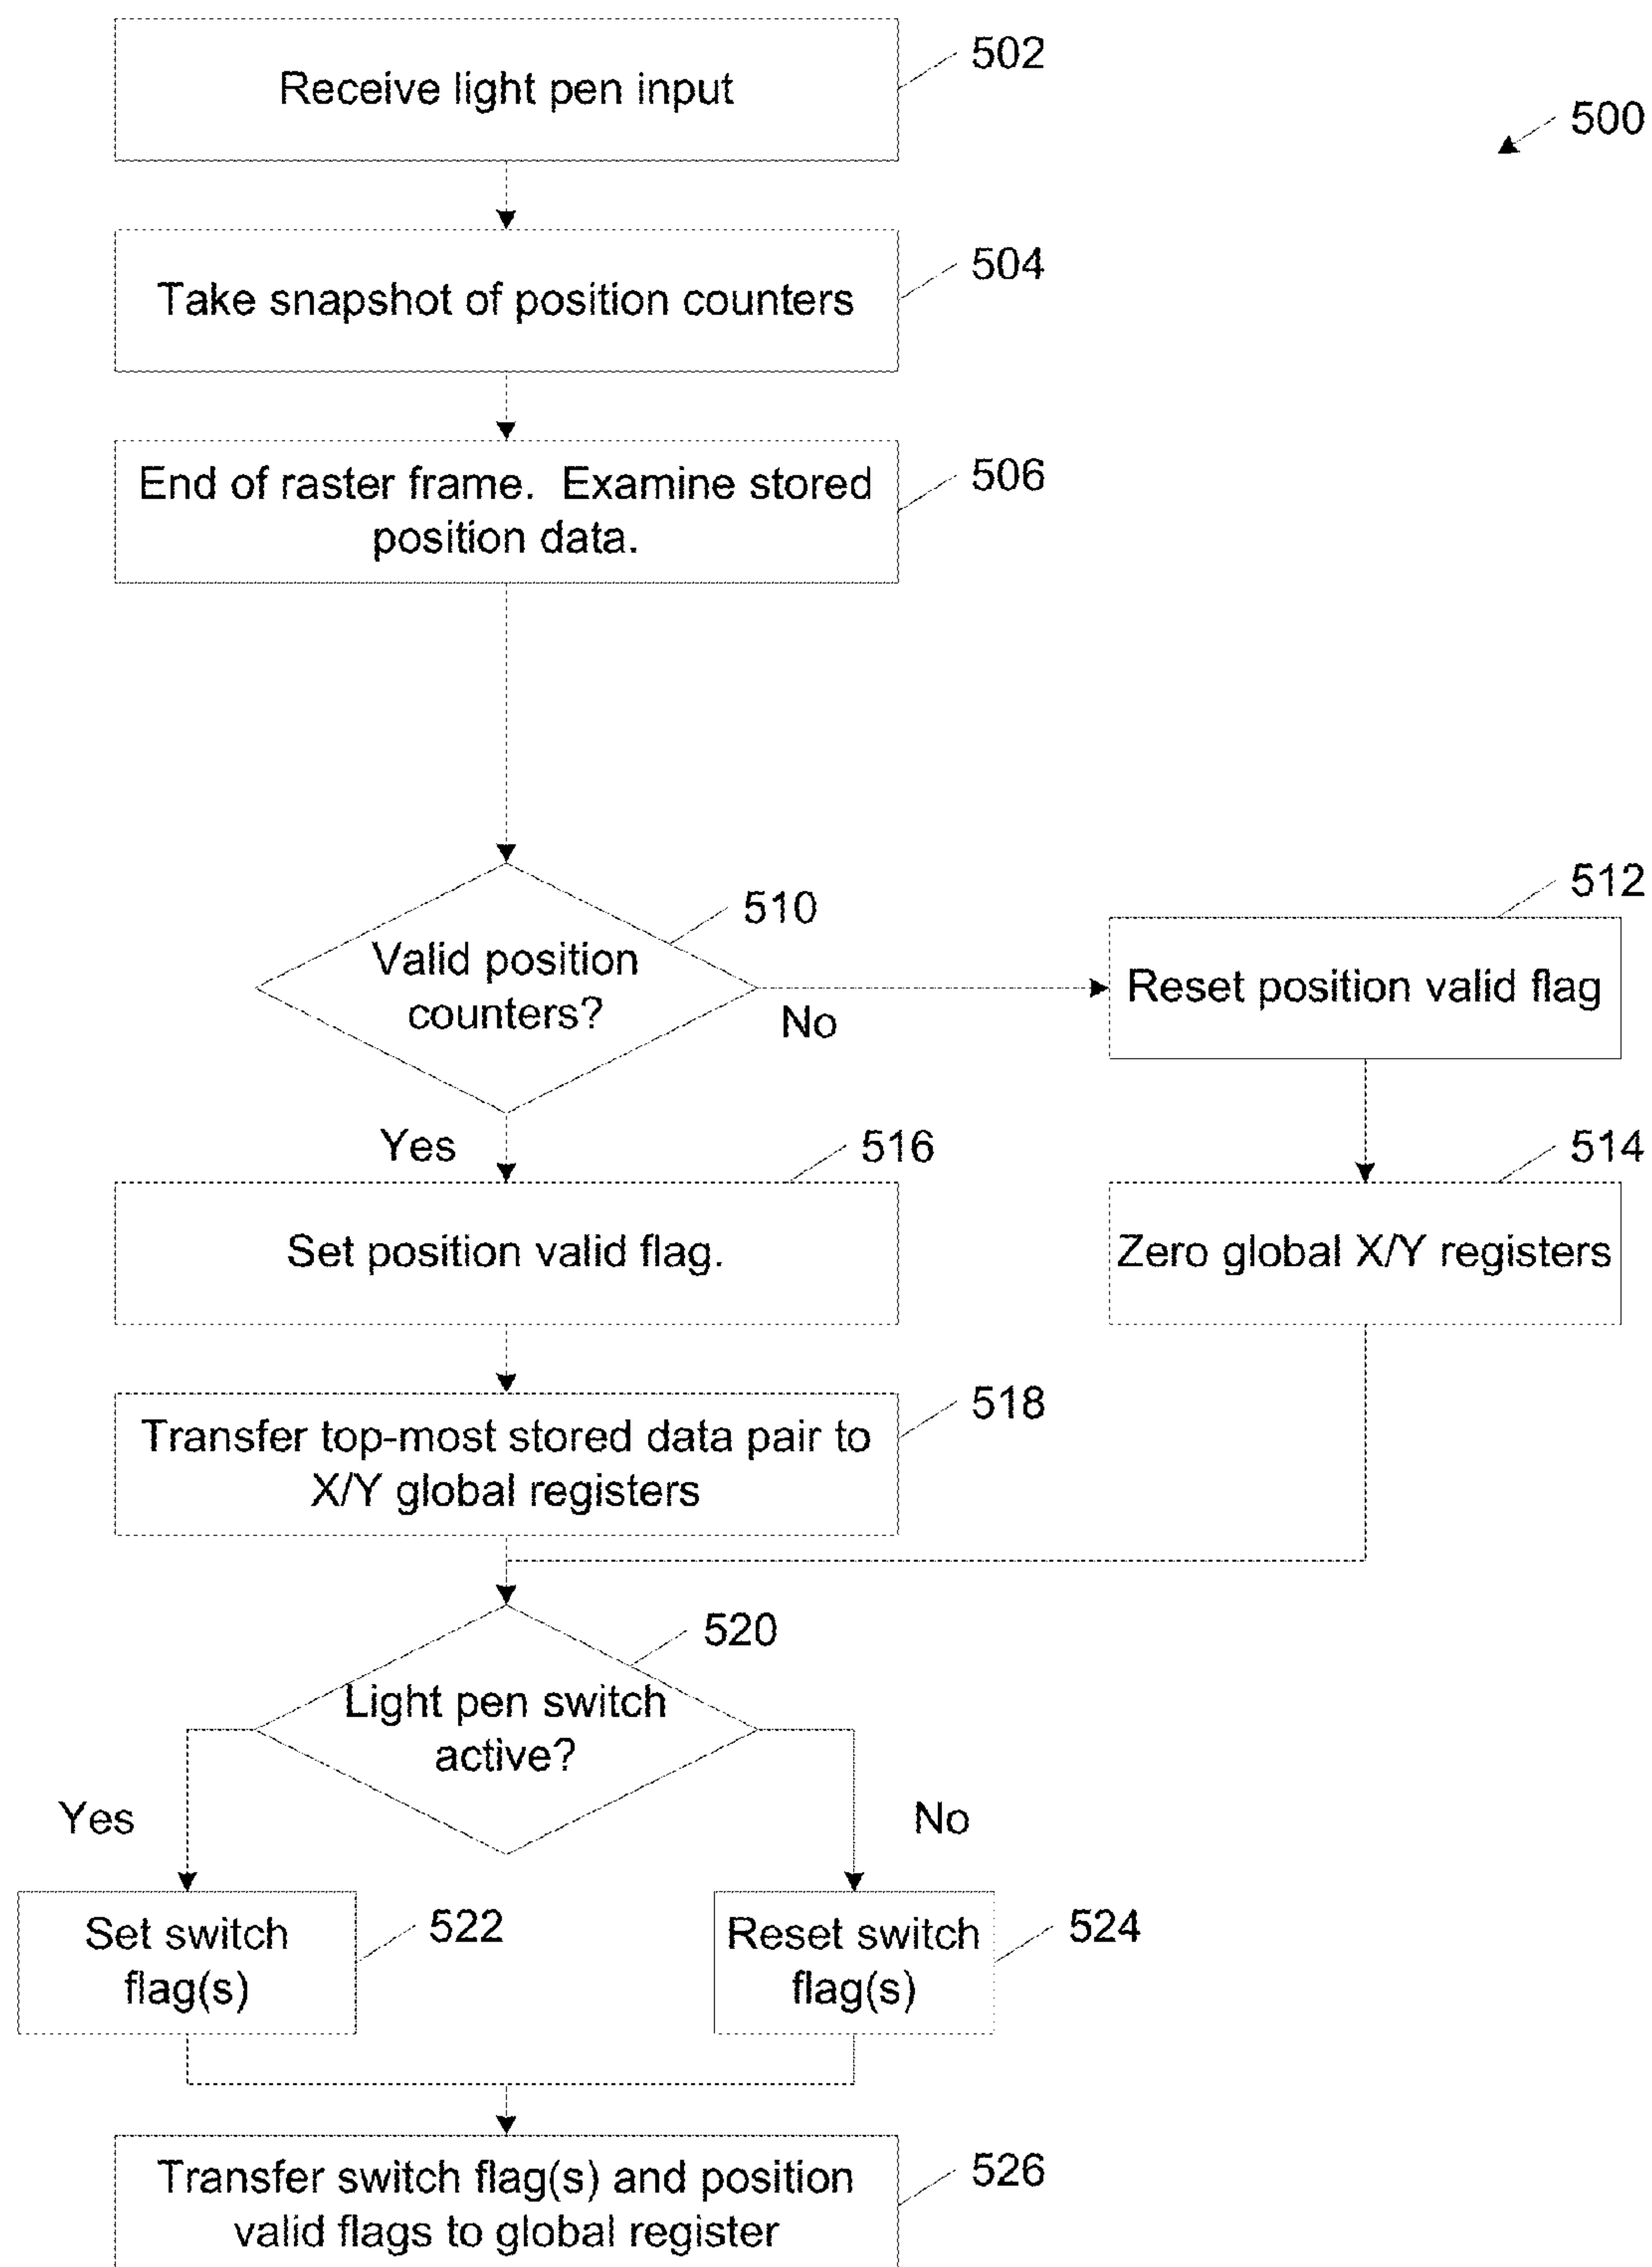 Receive light pen input
502
500
Take snapshot of position counters
504
End of raster frame.  Examine stored
position data.
506
Valid position
counters?
510
No
Yes
Reset position valid flag
512
Zero global X/Y registers
514
Set position valid flag.
516
Transfer top-most stored data pair to
X/Y global registers
518
Light pen switch
active?
520
Yes
No
Set switch
flag(s)
522
Reset switch
flag(s)
524
Transfer switch flag(s) and position
valid flags to global register
526